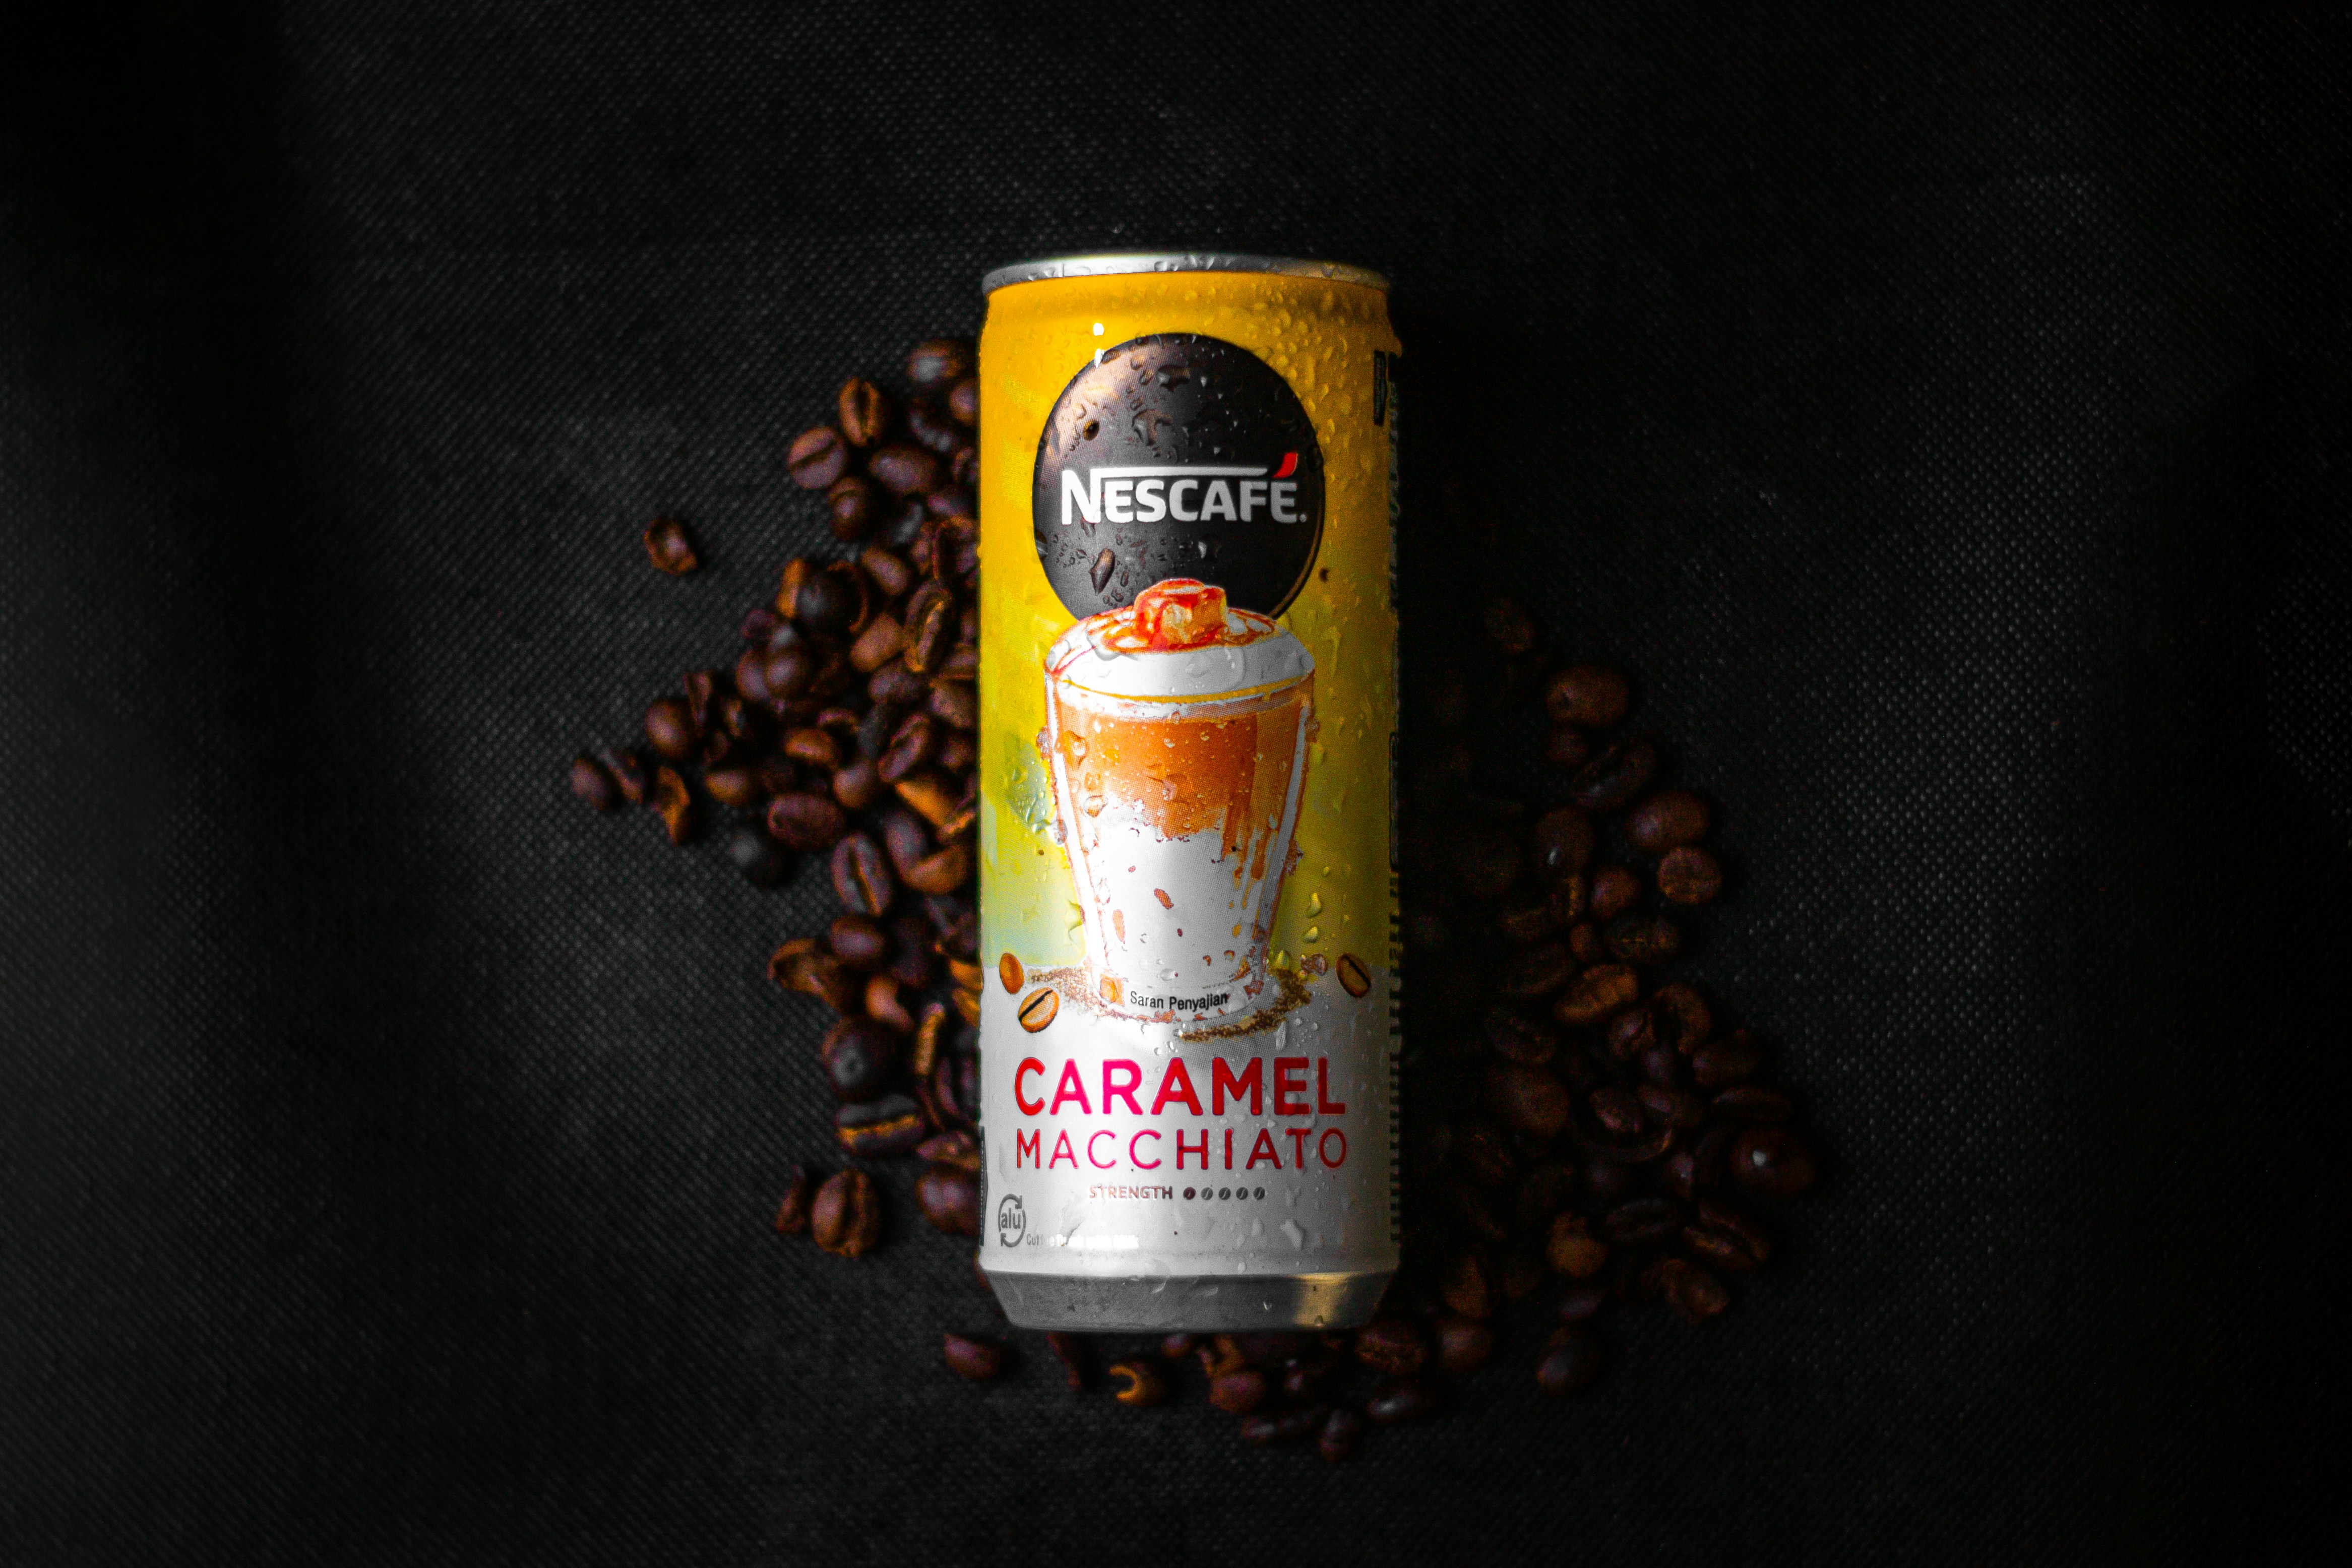 NESCAFÉ.
Saran Penyajian
CARAMEL
MACCHIATO
STRENGTH
alu